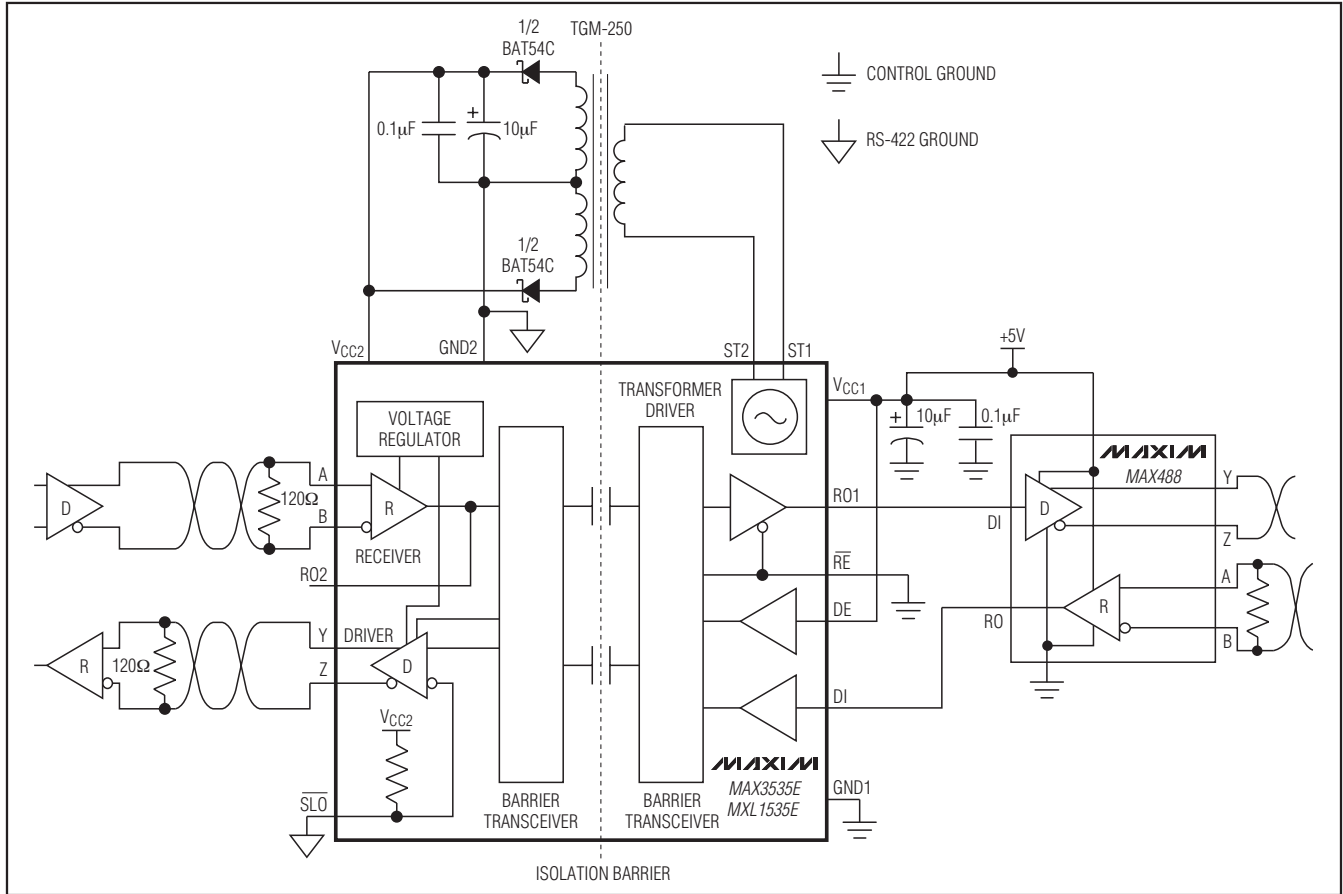 1/2
BAT54C
TGM-250
CONTROL GROUND
+
0.1µF
10µF
RS-422 GROUND
1/2
BAT54C
VCC2
GND2
ST2
ST1
+5V
VCC1
TRANSFORMER
DRIVER
+
10µF
0.1µF
VOLTAGE
REGULATOR
MAXIM
MAX488
A
B
D
120Ω
R
RECEIVER
RO1
DI
D
Y
Z
RO2
RE
A
B
R
RO
DE
Y
Z
DRIVER
D
R
120Ω
DI
VCC2
MAXIM
MAX3535E
MXL1535E
SLO
GND1
BARRIER
TRANSCEIVER
BARRIER
TRANSCEIVER
ISOLATION BARRIER